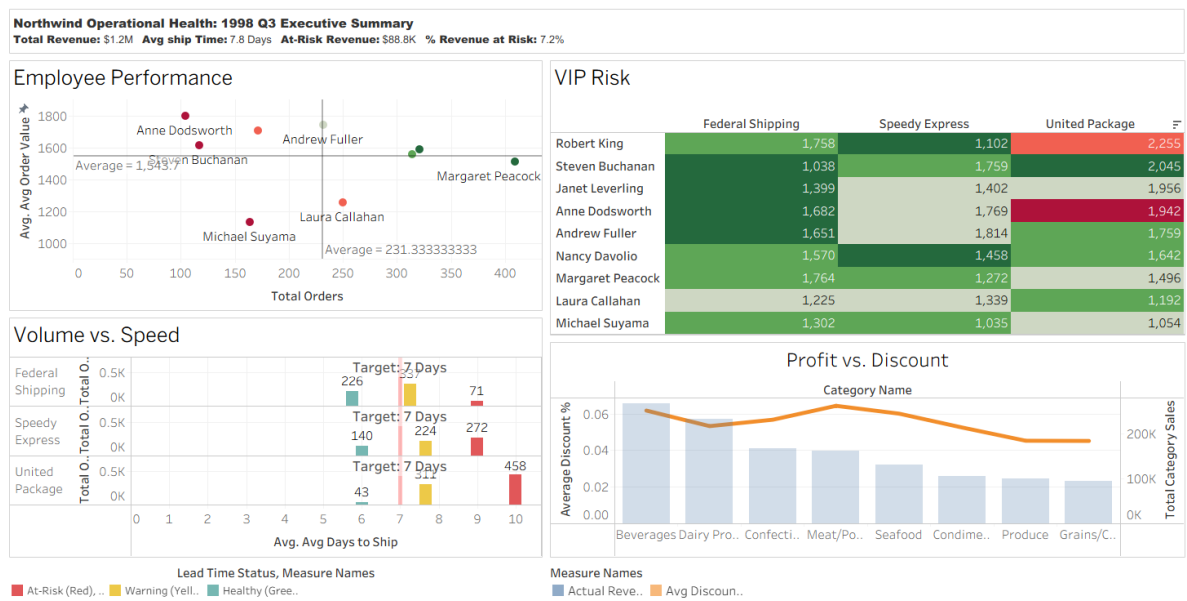 Northwind Operational Health: 1998 Q3 Executive Summary
Total Revenue: $1.2M Avg ship Time: 7.8 Days At-Risk Revenue: $88.8K % Revenue at Risk: 7.2%
Employee Performance
Avg. Avg Order Value
1800
1600
1400
1200
1000
Anne Dodsworth
Andrew Fuller
Steven Buchanan
Average = 1,543.7
Margaret Peacock
Laura Callahan
Michael Suyama
Average = 231.333333333
0 50 100 150 200 250 300 350 400
Total Orders
VIP Risk
Federal Shipping Speedy Express United Package
Robert King 1,758 1,102 2,255
Steven Buchanan 1,038 1,759 2,045
Janet Leverling 1,399 1,402 1,956
Anne Dodsworth 1,682 1,769 1,942
Andrew Fuller 1,651 1,814 1,759
Nancy Davolio 1,570 1,458 1,642
Margaret Peacock 1,764 1,272 1,496
Laura Callahan 1,225 1,339 1,192
Michael Suyama 1,302 1,035 1,054
Volume vs. Speed
Federal
Shipping
Total O..
0.5K
0K
Target: 7 Days
226 337 71
Speedy
Express
Total O..
0.5K
0K
Target: 7 Days
140 224 272
United
Package
Total O..
0.5K
0K
Target: 7 Days
43 311 458
0 1 2 3 4 5 6 7 8 9 10
Avg. Avg Days to Ship
Lead Time Status, Measure Names
At-Risk (Red), .. Warning (Yell.. Healthy (Gree..
Profit vs. Discount
Category Name
Average Discount %
0.06
0.04
0.02
0.00
200K
100K
0K
Total Category Sales
Beverages Dairy Pro.. Confecti.. Meat/Po.. Seafood Condime.. Produce Grains/C..
Measure Names
Actual Reve.. Avg Discoun..